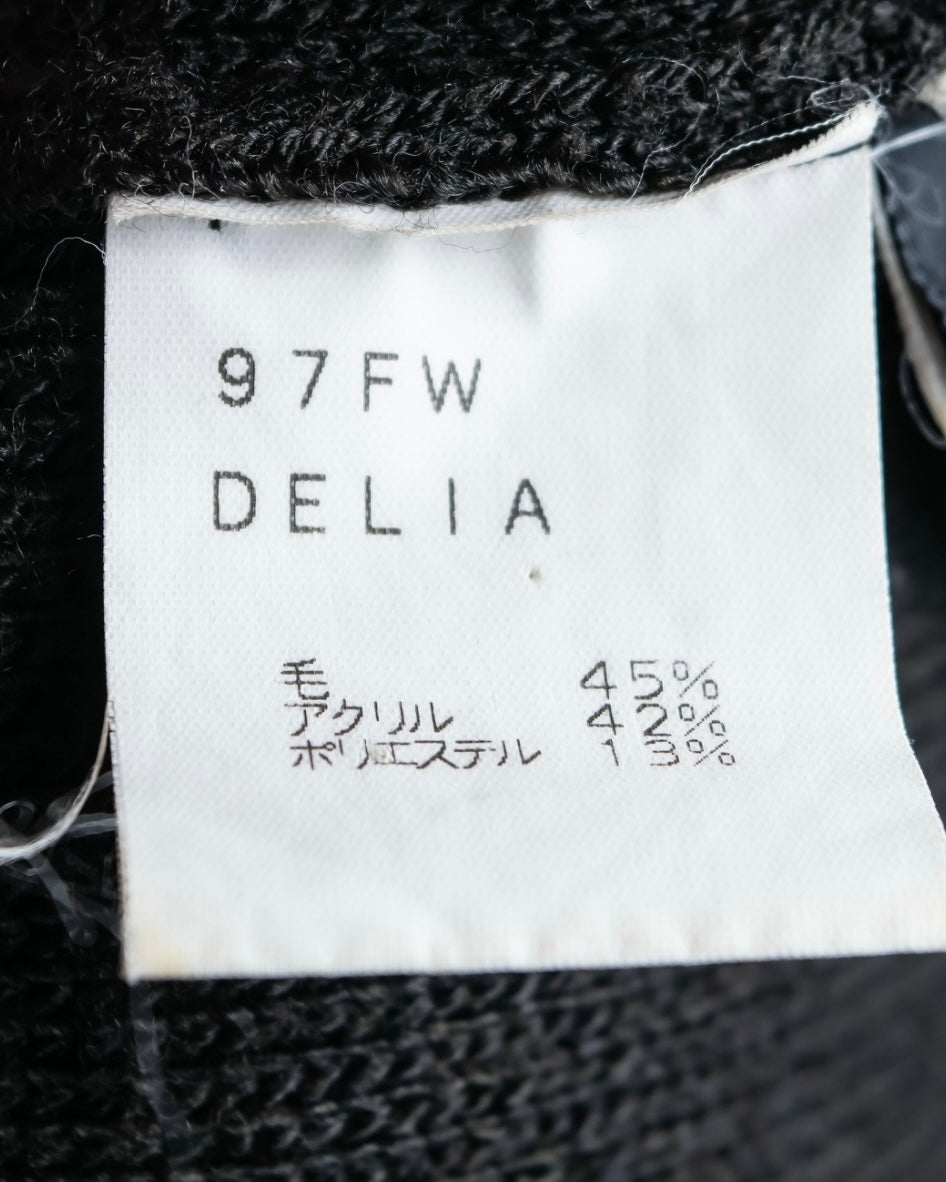 97FW
DELIA
毛 45%
アクリル 42%
ポリエステル 13%